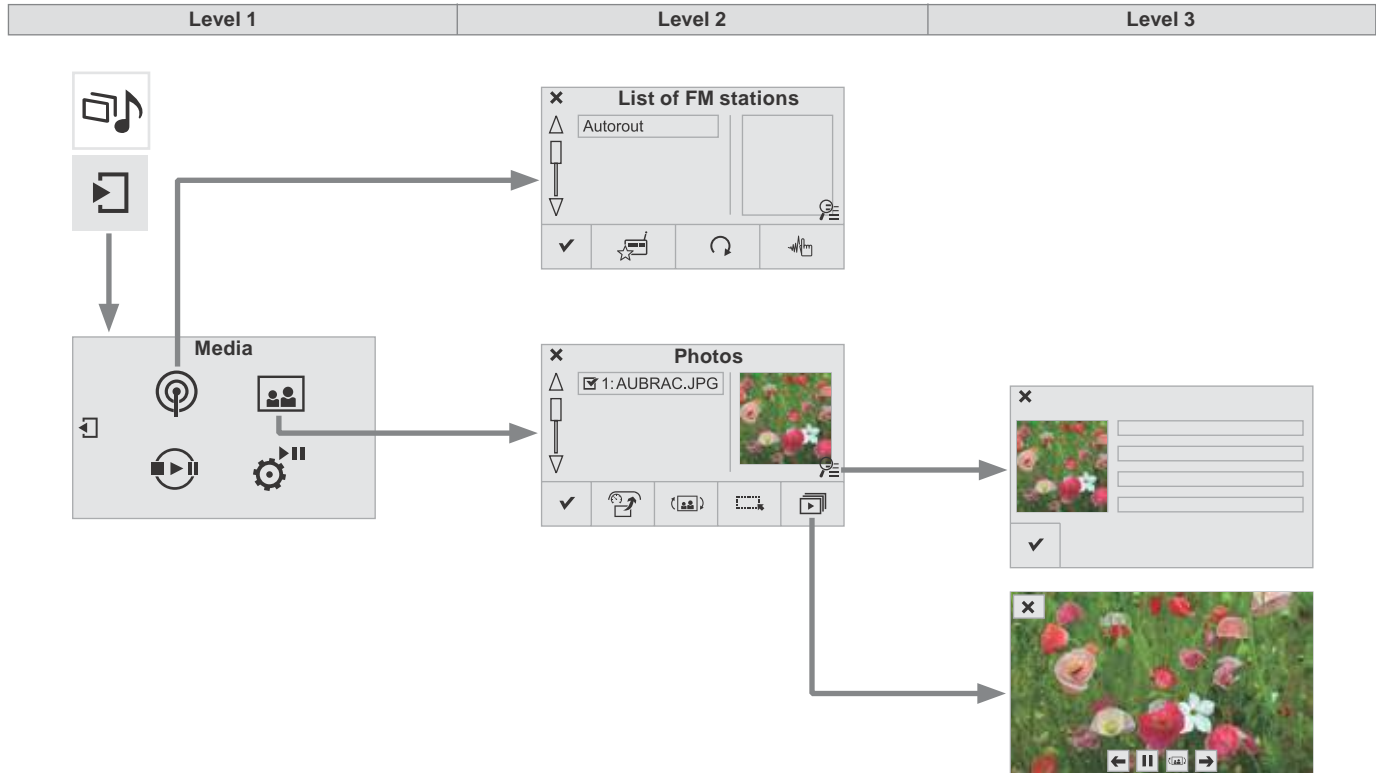 Level 1
Level 2
Level 3
List of FM stations
Autorout
Media
Photos
1: AUBRAC.JPG